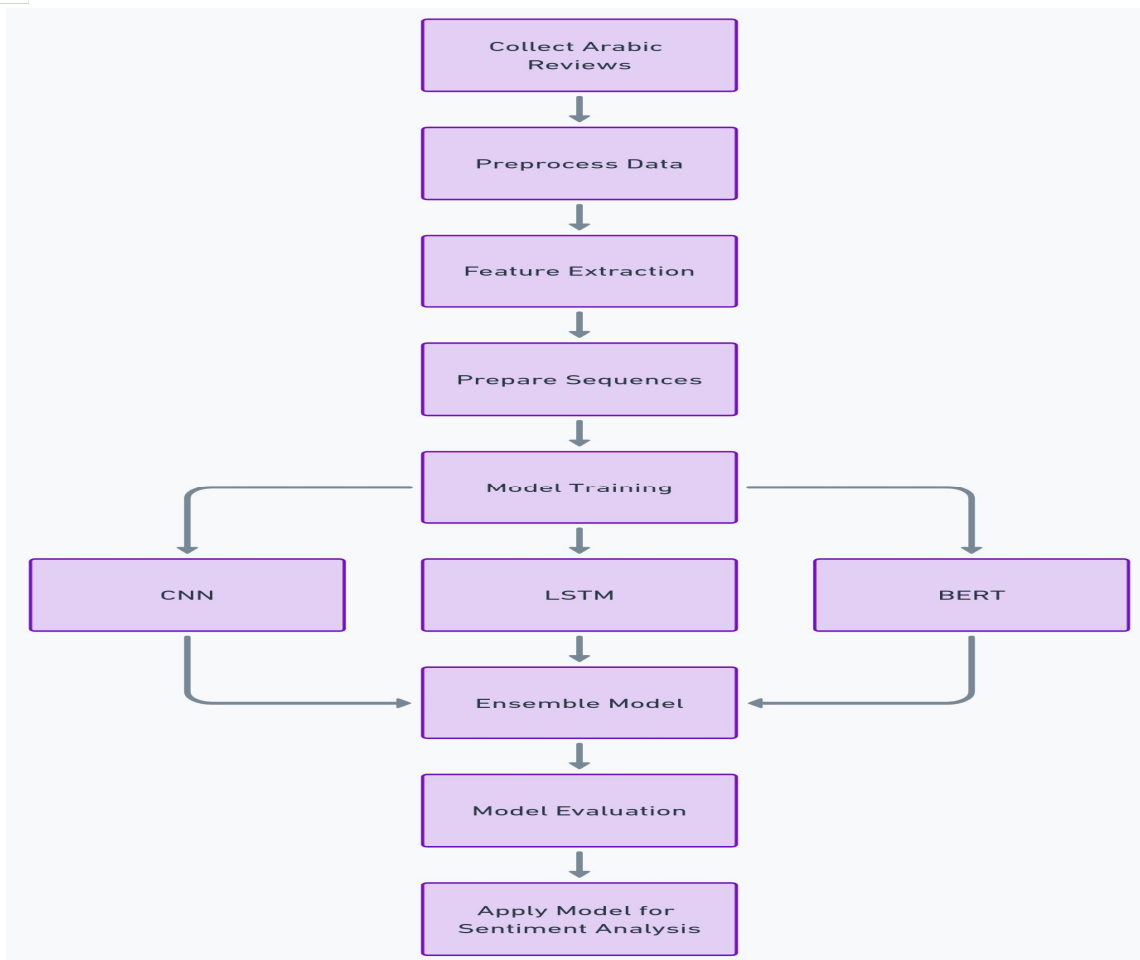 Collect Arabic
Reviews
Preprocess Data
Feature Extraction
Prepare Sequences
Model Training
CNN
LSTM
BERT
Ensemble Model
Model Evaluation
Apply Model for
Sentiment Analysis